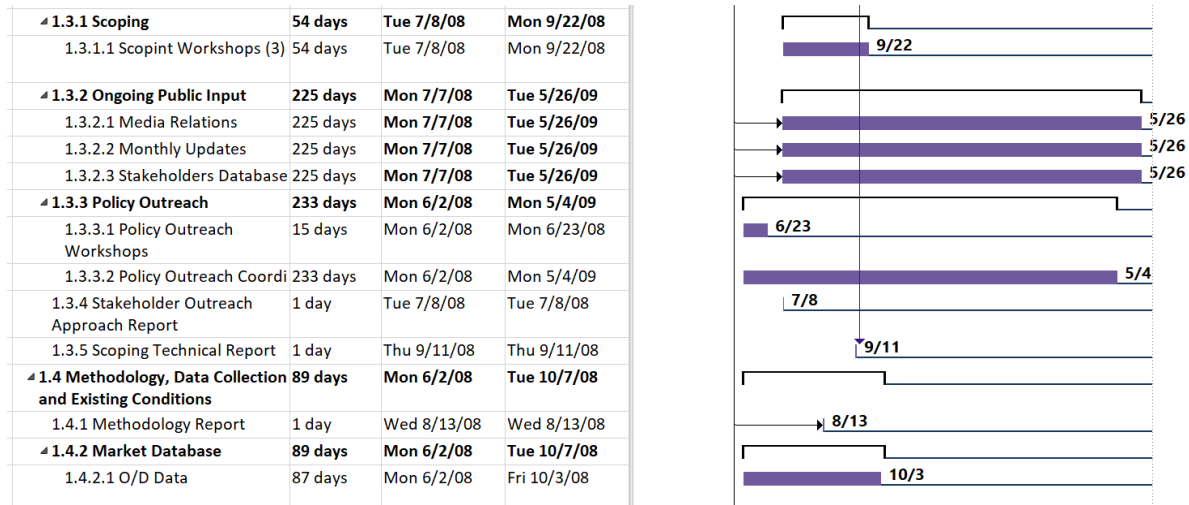 1.3.1 Scoping 54 days Tue 7/8/08 Mon 9/22/08
1.3.1.1 Scopint Workshops (3) 54 days Tue 7/8/08 Mon 9/22/08 9/22
1.3.2 Ongoing Public Input 225 days Mon 7/7/08 Tue 5/26/09
1.3.2.1 Media Relations 225 days Mon 7/7/08 Tue 5/26/09 5/26
1.3.2.2 Monthly Updates 225 days Mon 7/7/08 Tue 5/26/09 5/26
1.3.2.3 Stakeholders Database 225 days Mon 7/7/08 Tue 5/26/09 5/26
1.3.3 Policy Outreach 233 days Mon 6/2/08 Mon 5/4/09
1.3.3.1 Policy Outreach 15 days Mon 6/2/08 Mon 6/23/08 6/23
Workshops
1.3.3.2 Policy Outreach Coordi 233 days Mon 6/2/08 Mon 5/4/09 5/4
1.3.4 Stakeholder Outreach 1 day Tue 7/8/08 Tue 7/8/08 7/8
Approach Report
1.3.5 Scoping Technical Report 1 day Thu 9/11/08 Thu 9/11/08 9/11
1.4 Methodology, Data Collection 89 days Mon 6/2/08 Tue 10/7/08
and Existing Conditions
1.4.1 Methodology Report 1 day Wed 8/13/08 Wed 8/13/08 8/13
1.4.2 Market Database 89 days Mon 6/2/08 Tue 10/7/08
1.4.2.1 O/D Data 87 days Mon 6/2/08 Fri 10/3/08 10/3